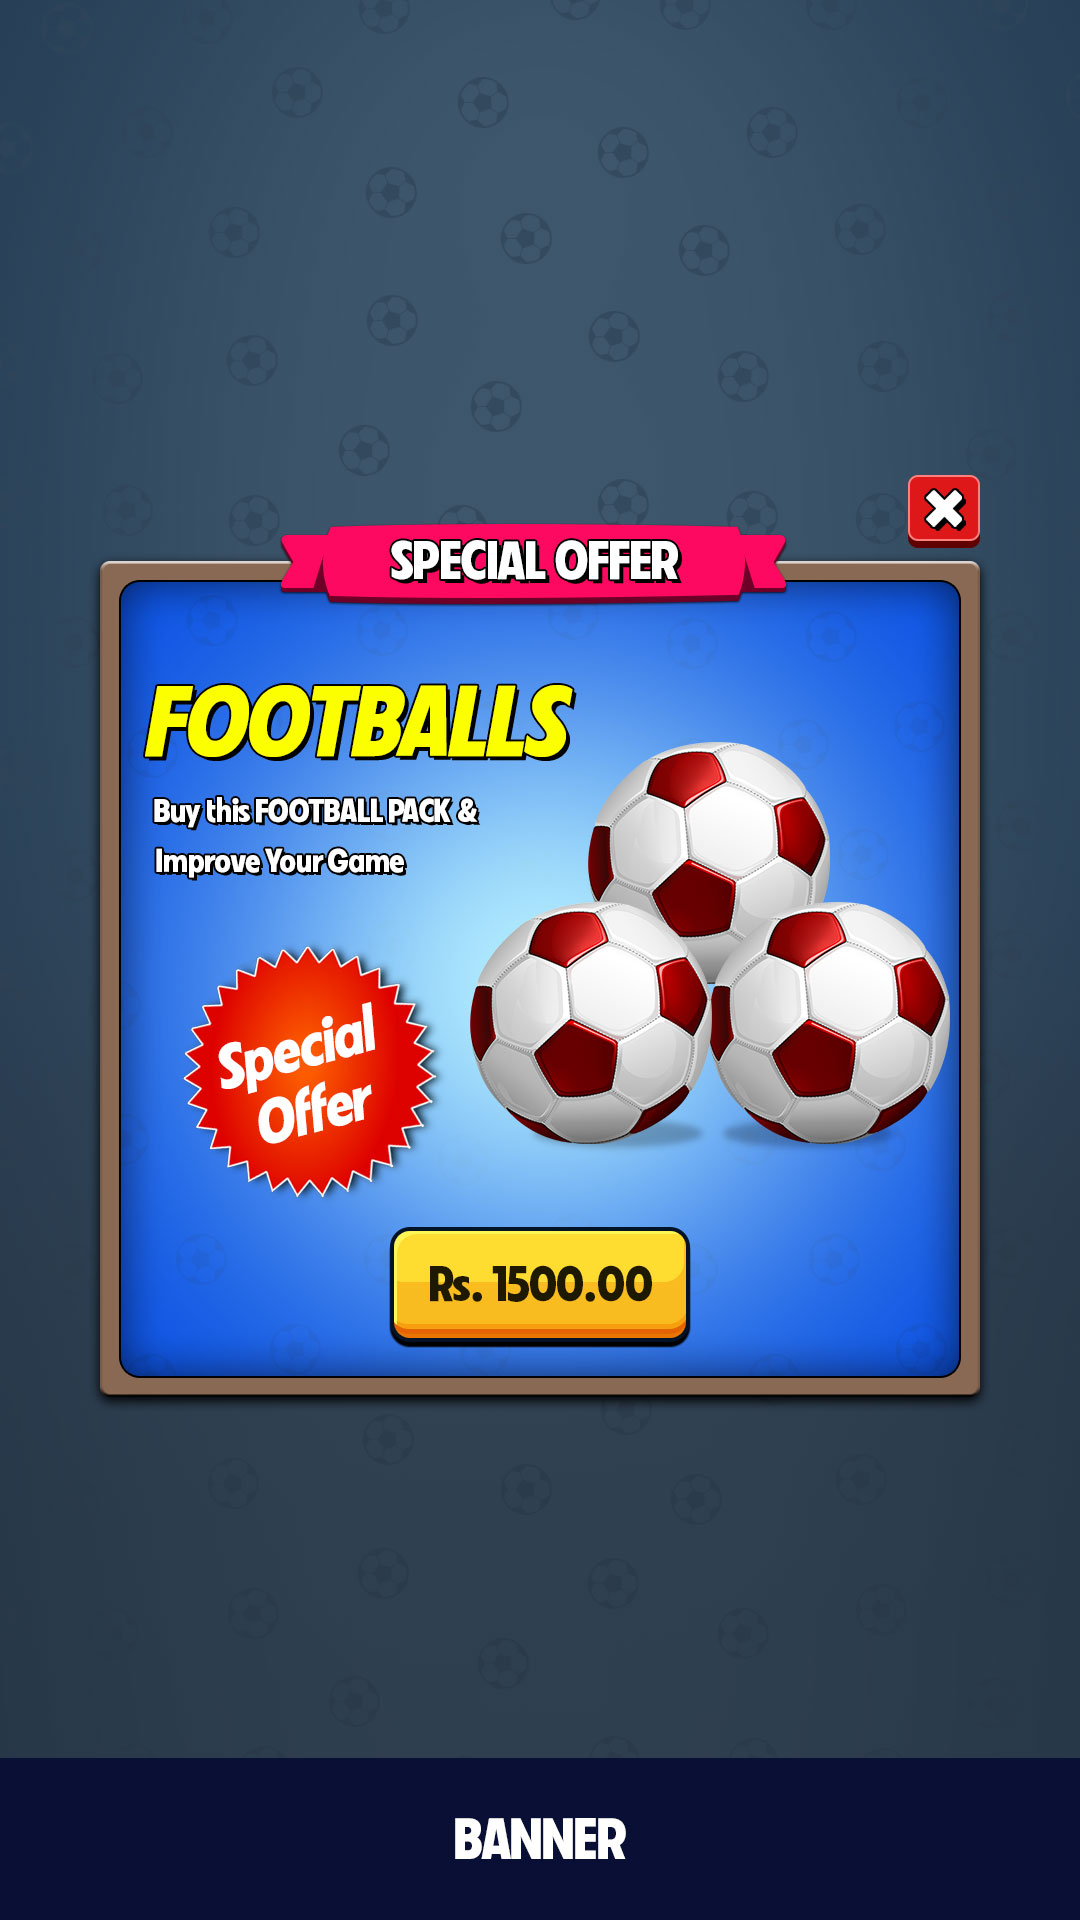 SPECIAL OFFER
FOOTBALLS
Buy this FOOTBALL PACK &
Improve Your Game
Special
Offer
Rs. 1500.00
BANNER